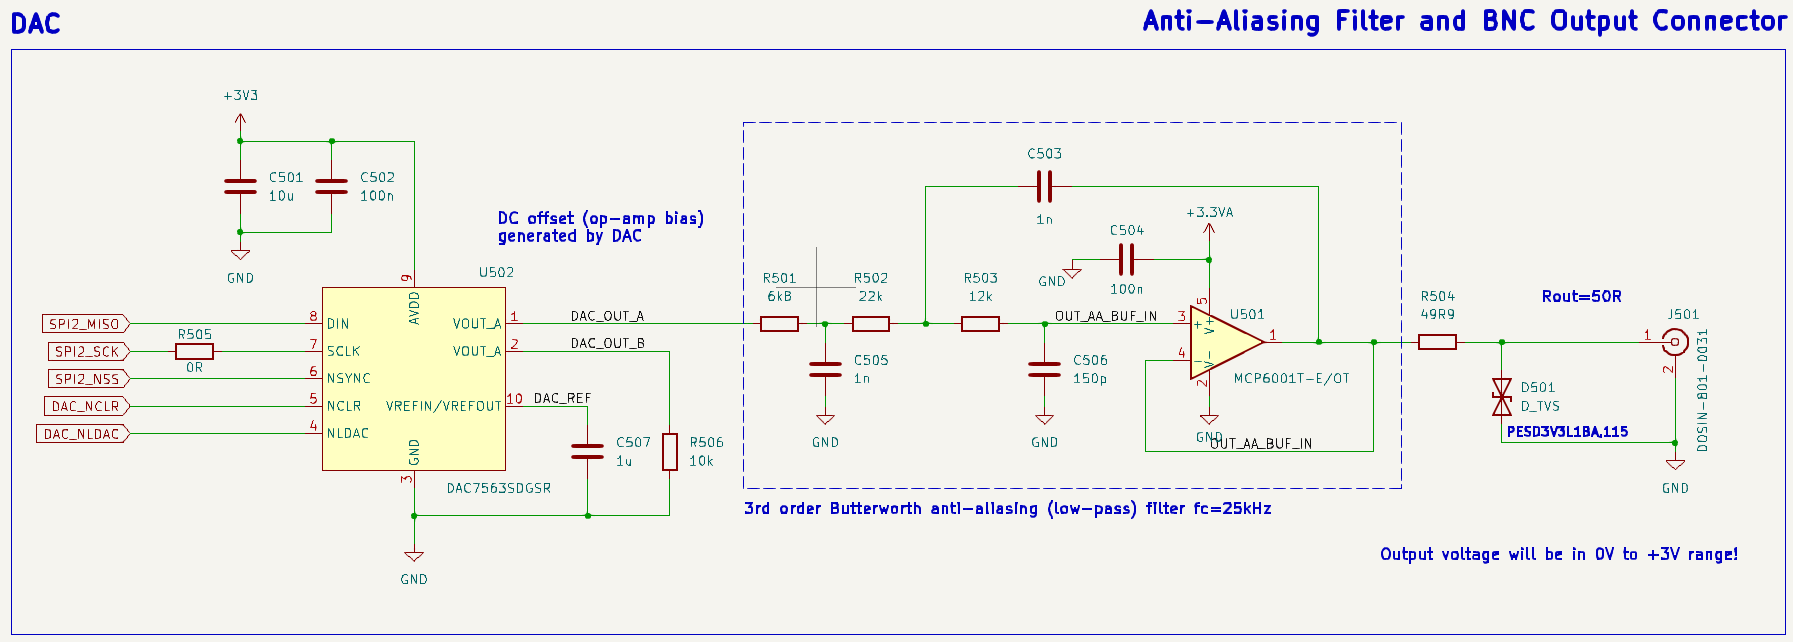 DAC
Anti-Aliasing Filter and BNC Output Connector
+3V3
C501
10u
C502
100n
GND
DC offset (op-amp bias)
generated by DAC
U502
9
AVDD
SPI2_MISO
8
DIN
VOUT_A
1
DAC_OUT_A
SPI2_SCK
R505
0R
7
SCLK
VOUT_A
2
DAC_OUT_B
SPI2_NSS
6
NSYNC
DAC_NCLR
5
NCLR
VREFIN/VREFOUT
10
DAC_REF
DAC_NLDAC
4
NLDAC
GND
3
DAC7563SDGSR
C507
1u
R506
10k
GND
R501
6k8
R502
22k
R503
12k
C503
1n
C504
100n
GND
+3.3VA
C505
1n
GND
C506
150p
GND
OUT_AA_BUF_IN
3
4
5
2
1
+
-
V+
V-
U501
MCP6001T-E/OT
GND
OUT_AA_BUF_IN
3rd order Butterworth anti-aliasing (low-pass) filter fc=25kHz
R504
49R9
Rout=50R
D501
D_TVS
PESD3V3L1BA,115
J501
1
2
DOSIN-801-0031
GND
Output voltage will be in 0V to +3V range!